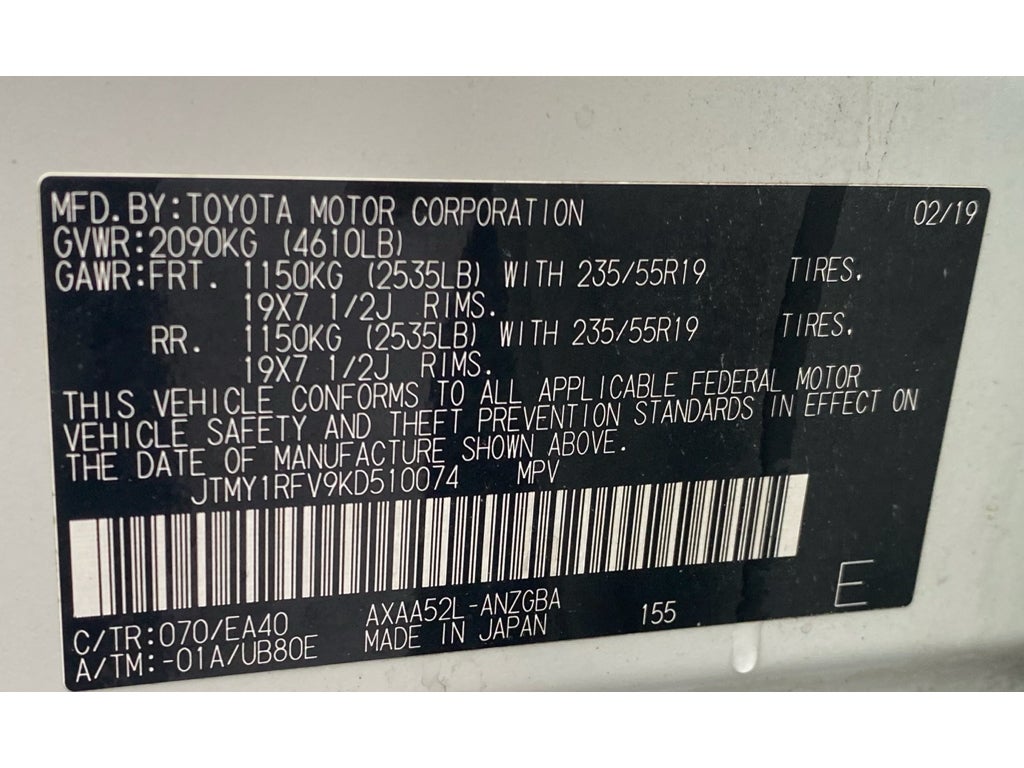 MFD.BY:TOYOTA MOTOR CORPORATION 02/19
GVWR:2090KG (4610LB)
GAWR:FRT. 1150KG (2535LB) WITH 235/55R19 TIRES,
19X7 1/2J RIMS.
RR. 1150KG (2535LB) WITH 235/55R19 TIRES,
19X7 1/2J RIMS.
THIS VEHICLE CONFORMS TO ALL APPLICABLE FEDERAL MOTOR
VEHICLE SAFETY AND THEFT PREVENTION STANDARDS IN EFFECT ON
THE DATE OF MANUFACTURE SHOWN ABOVE.
JTMY1RFV9KD510074 MPV
E
C/TR:070/EA40 AXAA52L-ANZGBA 155
A/TM:-01A/UB80E MADE IN JAPAN